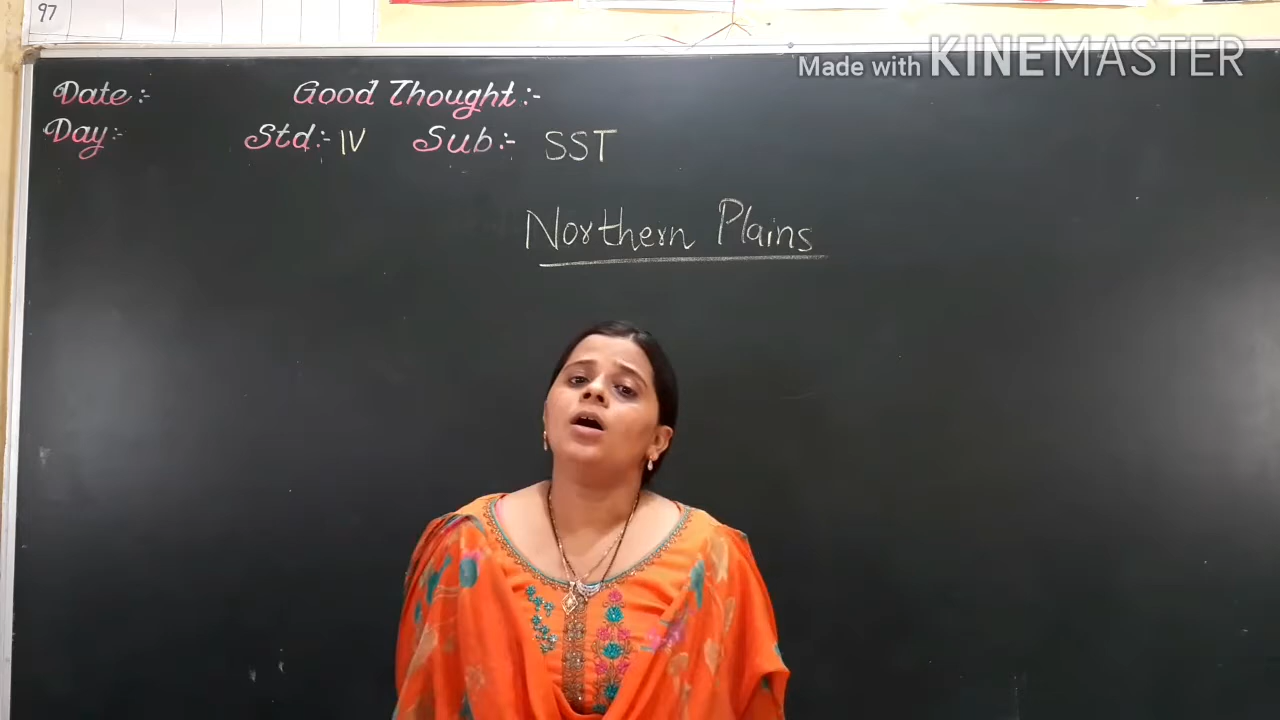 97
Made with KINEMASTER
Date:- Good Thought:-
Day:- Std:- IV Sub:- SST
Northern Plains